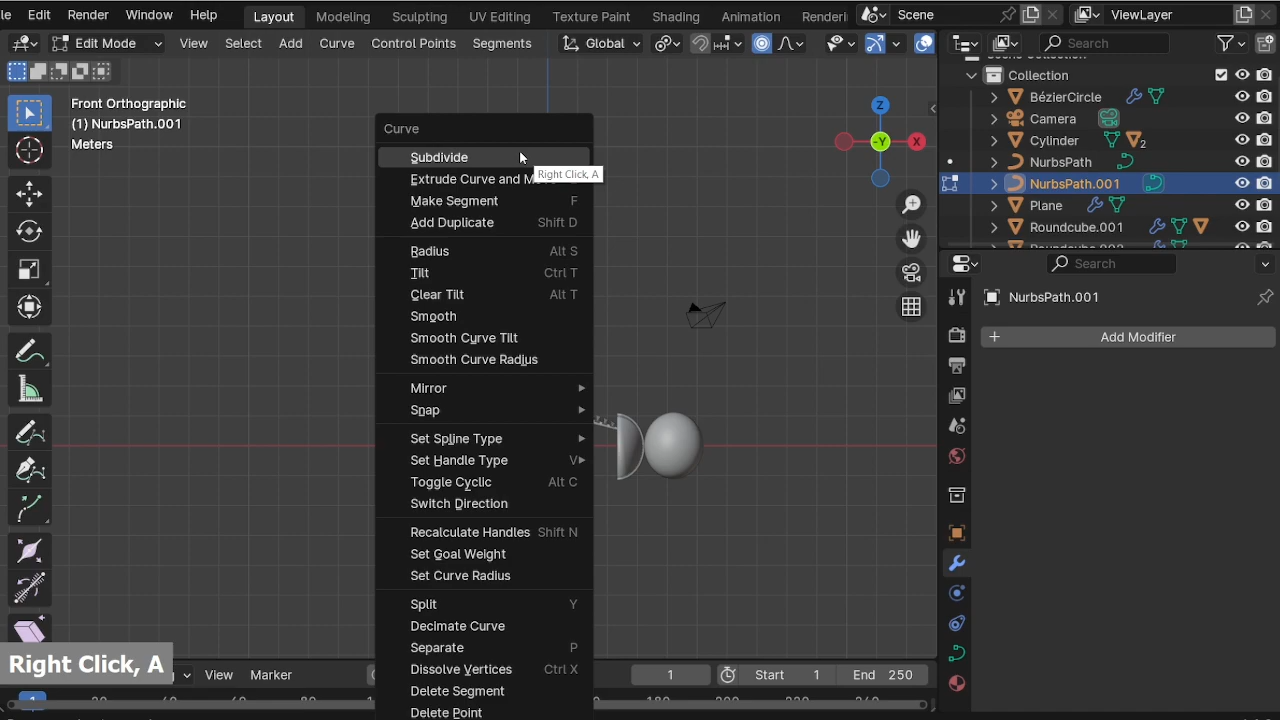 le Edit Render Window Help Layout Modeling Sculpting UV Editing Texture Paint Shading Animation Renderi Scene ViewLayer
Edit Mode View Select Add Curve Control Points Segments Global Search
Front Orthographic
(1) NurbsPath.001
Meters
Curve
Subdivide
Right Click, A
Extrude Curve and M
Make Segment F
Add Duplicate Shift D
Radius Alt S
Tilt Ctrl T
Clear Tilt Alt T
Smooth
Smooth Curve Tilt
Smooth Curve Radius
Mirror
Snap
Set Spline Type
Set Handle Type V
Toggle Cyclic Alt C
Switch Direction
Recalculate Handles Shift N
Set Goal Weight
Set Curve Radius
Split Y
Decimate Curve
Separate P
Dissolve Vertices Ctrl X
Delete Segment
Delete Point
Z
X
-Y
Collection
BézierCircle
Camera
Cylinder 2
NurbsPath
NurbsPath.001
Plane
Roundcube.001
Search
NurbsPath.001
Add Modifier
Right Click, A
View Marker 1 Start 1 End 250
1